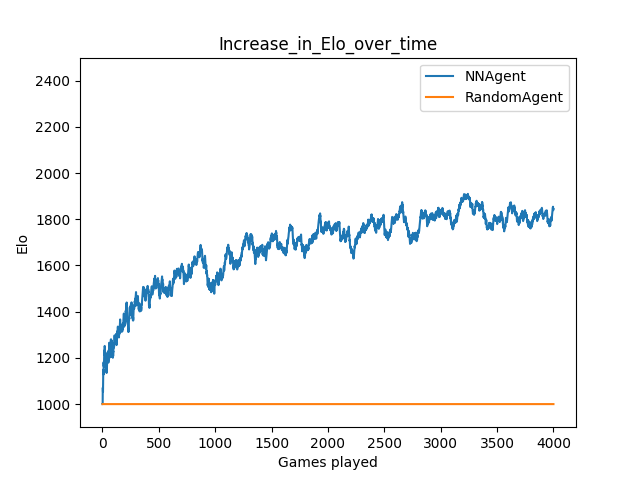 Increase_in_Elo_over_time
NNAgent
RandomAgent
2400
2200
2000
1800
1600
1400
1200
1000
Elo
0 500 1000 1500 2000 2500 3000 3500 4000
Games played